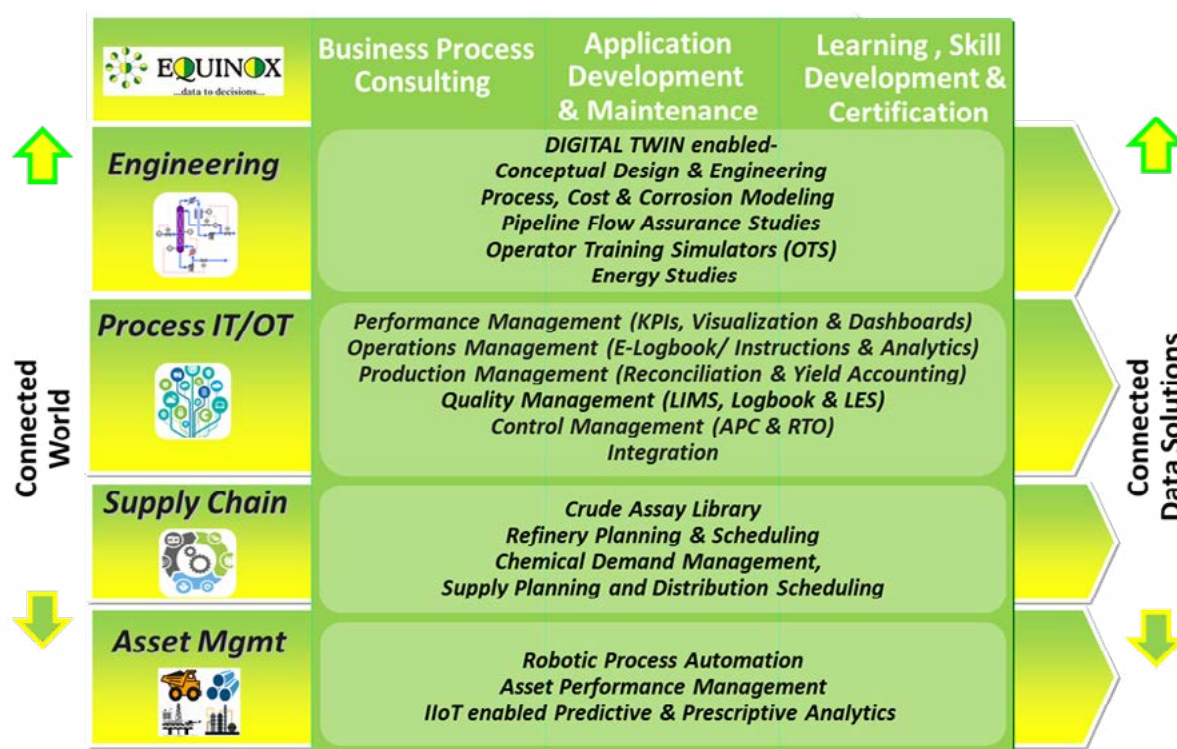 EQUINOX
...data to decisions...
Business Process
Consulting
Application
Development
& Maintenance
Learning , Skill
Development &
Certification
Engineering
DIGITAL TWIN enabled-
Conceptual Design & Engineering
Process, Cost & Corrosion Modeling
Pipeline Flow Assurance Studies
Operator Training Simulators (OTS)
Energy Studies
Process IT/OT
Performance Management (KPIs, Visualization & Dashboards)
Operations Management (E-Logbook/ Instructions & Analytics)
Production Management (Reconciliation & Yield Accounting)
Quality Management (LIMS, Logbook & LES)
Control Management (APC & RTO)
Integration
Supply Chain
Crude Assay Library
Refinery Planning & Scheduling
Chemical Demand Management,
Supply Planning and Distribution Scheduling
Asset Mgmt
Robotic Process Automation
Asset Performance Management
IIoT enabled Predictive & Prescriptive Analytics
Connected
World
Connected
Data Solutions